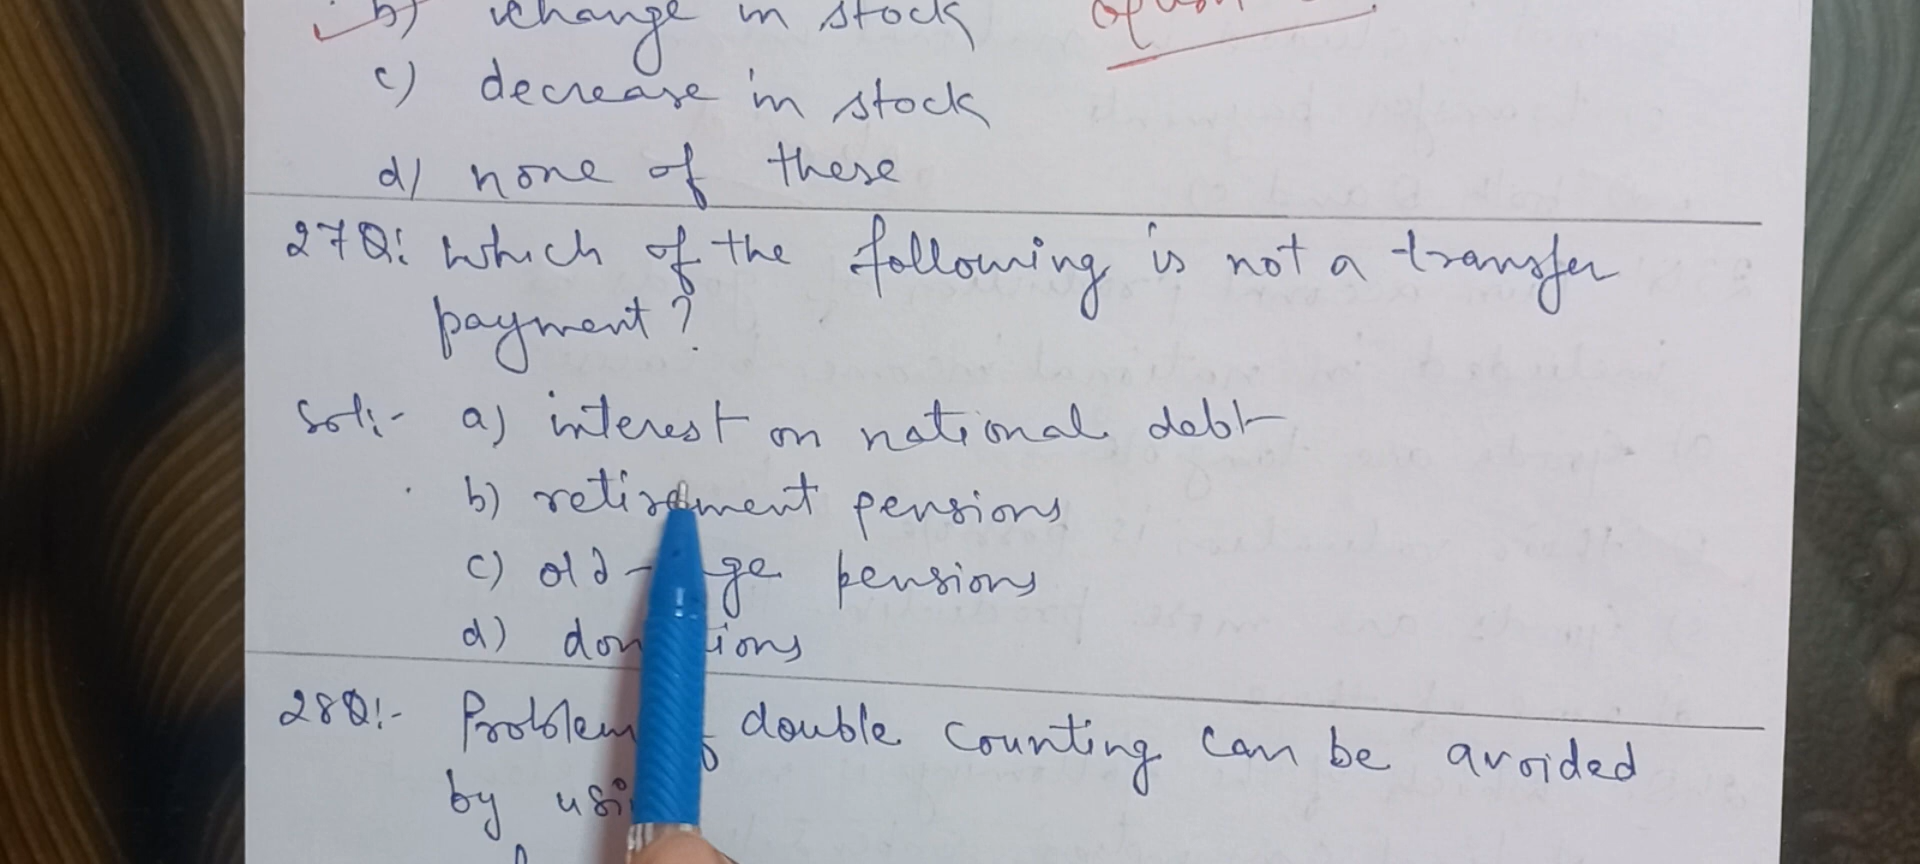 b) change in stock
c) decrease in stock
d) none of these
27Q: Which of the following is not a transfer
payment?
Sol:- a) interest on national debt
b) retirement pensions
c) old-age pensions
d) donations
28Q:- Problem of double counting can be avoided
by